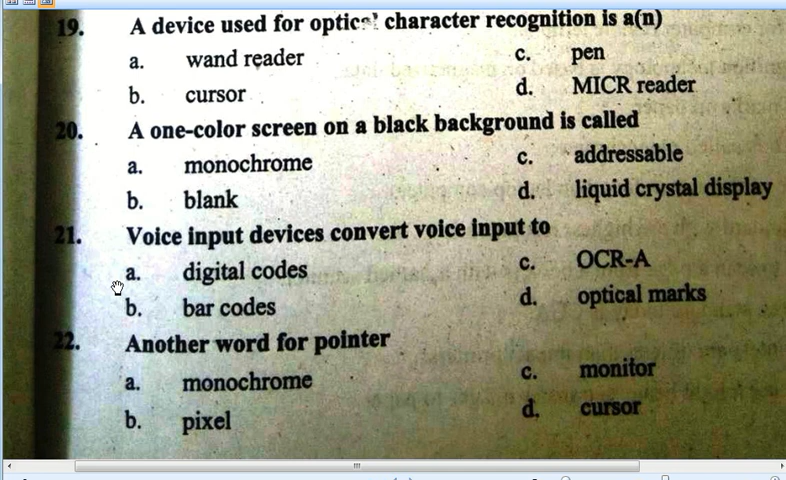 19. A device used for optical character recognition is a(n)
a. wand reader c. pen
b. cursor d. MICR reader
20. A one-color screen on a black background is called
a. monochrome c. addressable
b. blank d. liquid crystal display
21. Voice input devices convert voice input to
a. digital codes c. OCR-A
b. bar codes d. optical marks
22. Another word for pointer
a. monochrome c. monitor
b. pixel d. cursor